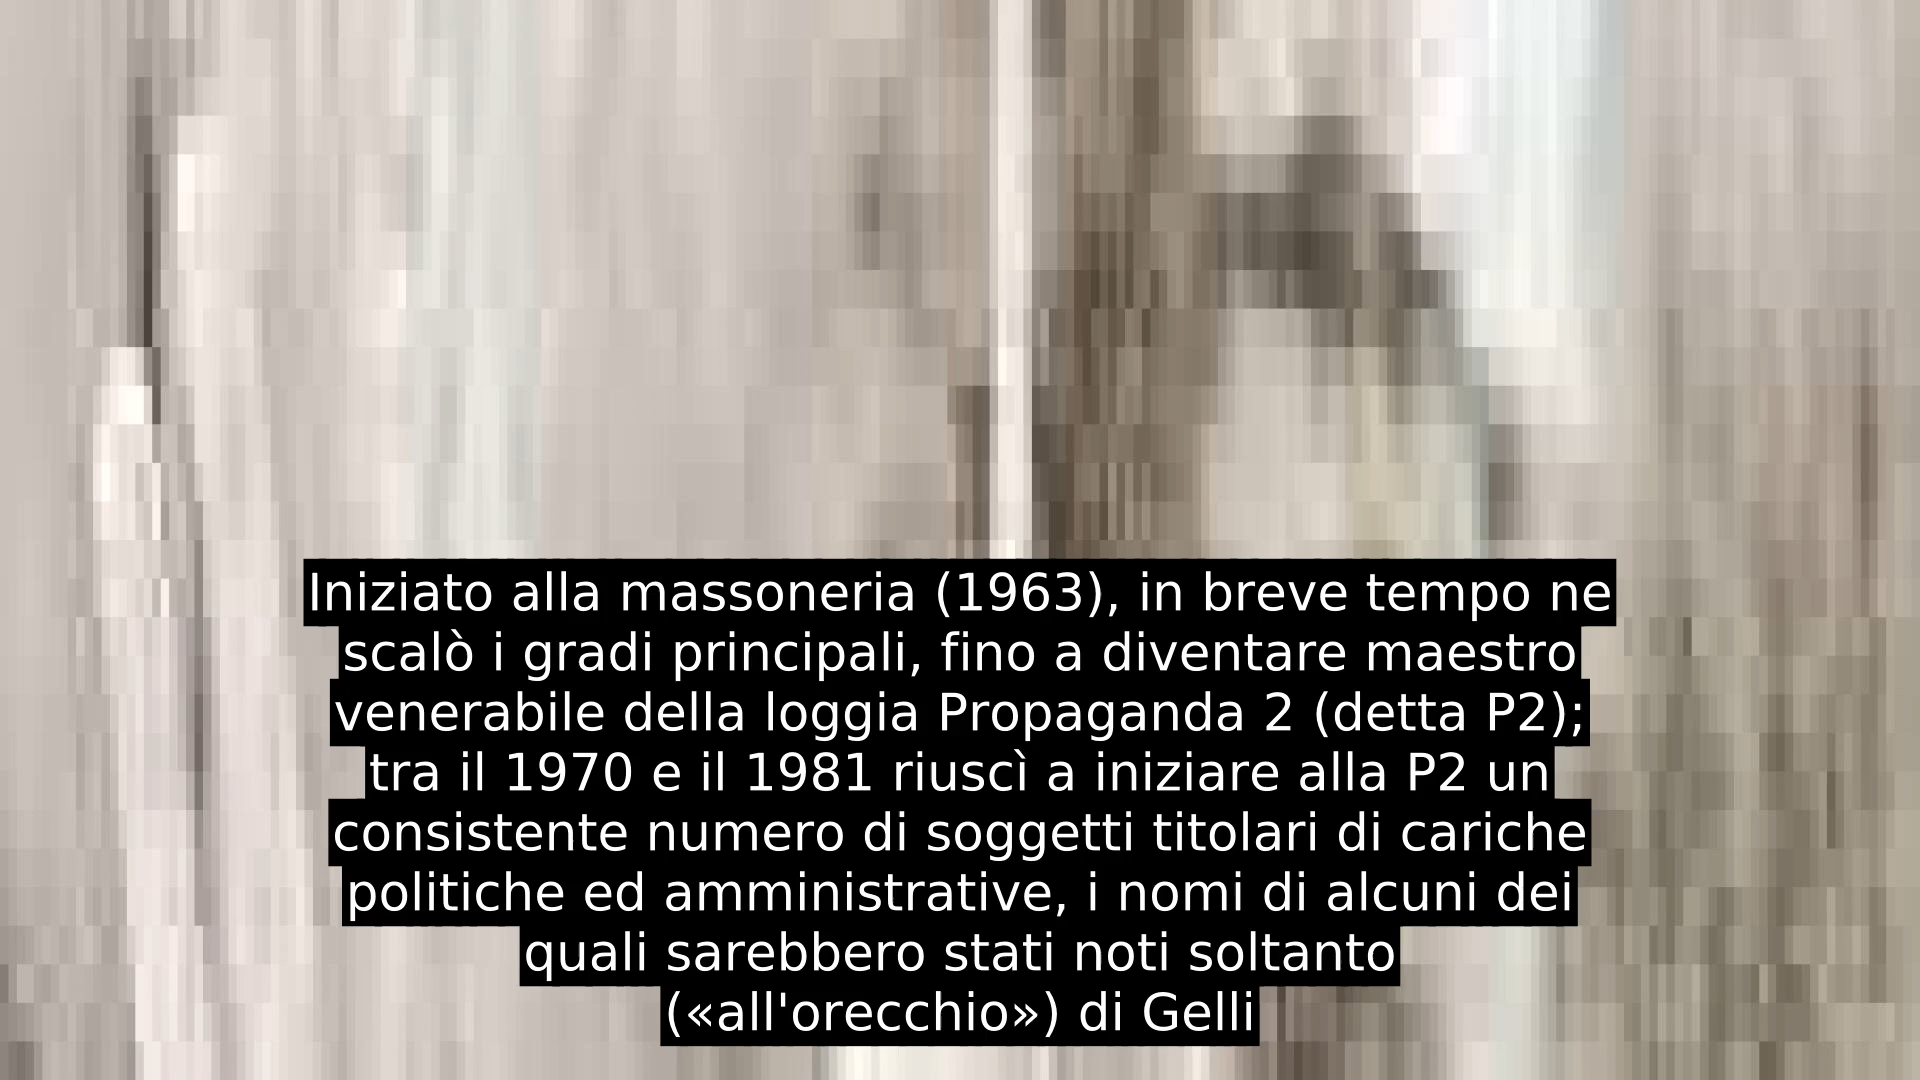 Iniziato alla massoneria (1963), in breve tempo ne
scalò i gradi principali, fino a diventare maestro
venerabile della loggia Propaganda 2 (detta P2);
tra il 1970 e il 1981 riuscì a iniziare alla P2 un
consistente numero di soggetti titolari di cariche
politiche ed amministrative, i nomi di alcuni dei
quali sarebbero stati noti soltanto
(«all'orecchio») di Gelli